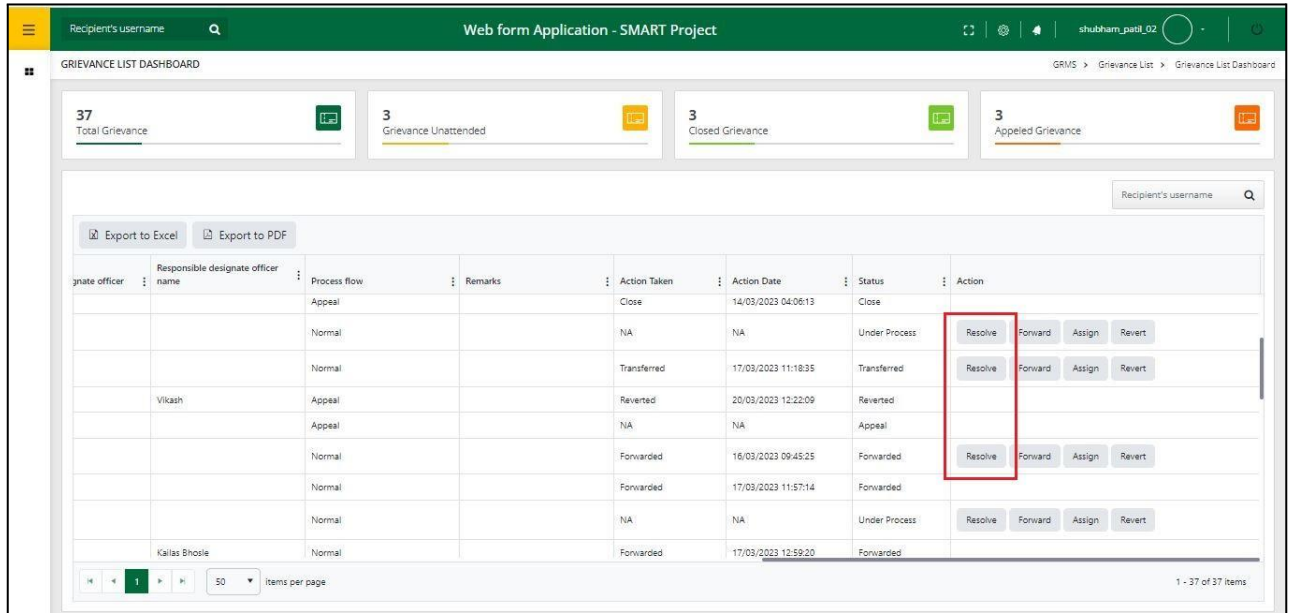 Recipient's username
Web form Application - SMART Project
shubham_patil_02
GRIEVANCE LIST DASHBOARD
GRMS > Grievance List > Grievance List Dashboard
37
Total Grievance
3
Grievance Unattended
3
Closed Grievance
3
Appeled Grievance
Recipient's username
Export to Excel Export to PDF
gnate officer Responsible designate officer name Process flow Remarks Action Taken Action Date Status Action
Appeal Close 14/03/2023 04:06:13 Close
Normal NA NA Under Process Resolve Forward Assign Revert
Normal Transferred 17/03/2023 11:18:35 Transferred Resolve Forward Assign Revert
Vikash Appeal Reverted 20/03/2023 12:22:09 Reverted
Appeal NA NA Appeal
Normal Forwarded 16/03/2023 09:45:25 Forwarded Resolve Forward Assign Revert
Normal Forwarded 17/03/2023 11:57:14 Forwarded
Normal NA NA Under Process Resolve Forward Assign Revert
Kailas Bhosle Normal Forwarded 17/03/2023 12:59:20 Forwarded
1 50 items per page 1 - 37 of 37 items